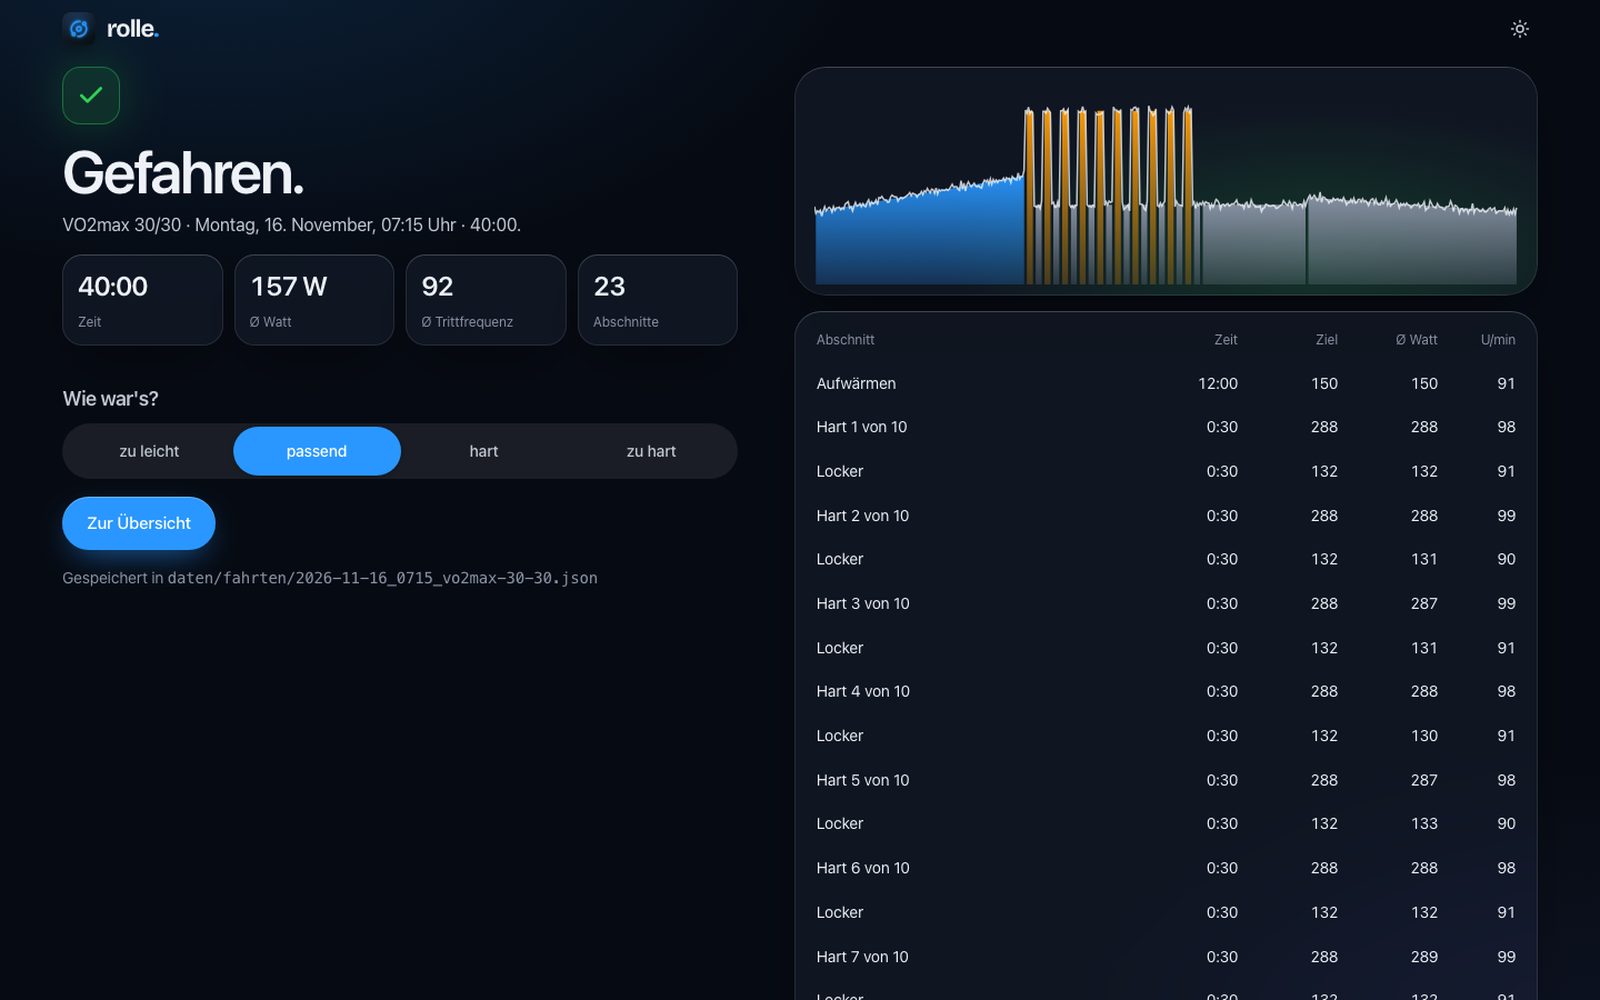 rolle.
Gefahren.
VO2max 30/30 · Montag, 16. November, 07:15 Uhr · 40:00.
40:00
Zeit
157 W
Ø Watt
92
Ø Trittfrequenz
23
Abschnitte
Wie war's?
zu leicht passend hart zu hart
Zur Übersicht
Gespeichert in daten/fahrten/2026-11-16_0715_vo2max-30-30.json
Abschnitt Zeit Ziel Ø Watt U/min
Aufwärmen 12:00 150 150 91
Hart 1 von 10 0:30 288 288 98
Locker 0:30 132 132 91
Hart 2 von 10 0:30 288 288 99
Locker 0:30 132 131 90
Hart 3 von 10 0:30 288 287 99
Locker 0:30 132 131 91
Hart 4 von 10 0:30 288 288 98
Locker 0:30 132 130 91
Hart 5 von 10 0:30 288 287 98
Locker 0:30 132 133 90
Hart 6 von 10 0:30 288 288 98
Locker 0:30 132 132 91
Hart 7 von 10 0:30 288 289 99
Locker 0:30 132 132 91